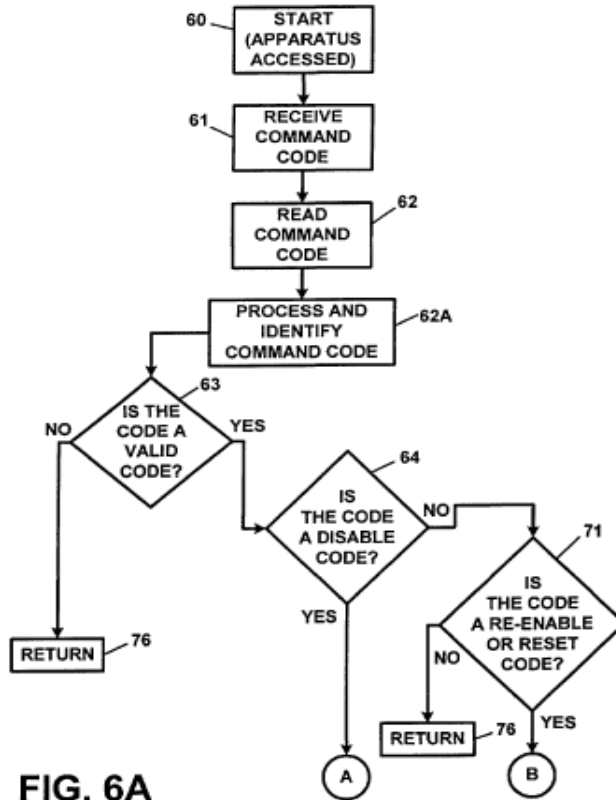 60
START
(APPARATUS
ACCESSED)
61
RECEIVE
COMMAND
CODE
62
READ
COMMAND
CODE
PROCESS AND
IDENTIFY
COMMAND CODE
62A
63
IS THE
CODE A
VALID
CODE?
NO
YES
64
IS
THE CODE
A DISABLE
CODE?
NO
YES
71
IS
THE CODE
A RE-ENABLE
OR RESET
CODE?
NO
YES
RETURN
76
RETURN
76
A
B
FIG. 6A